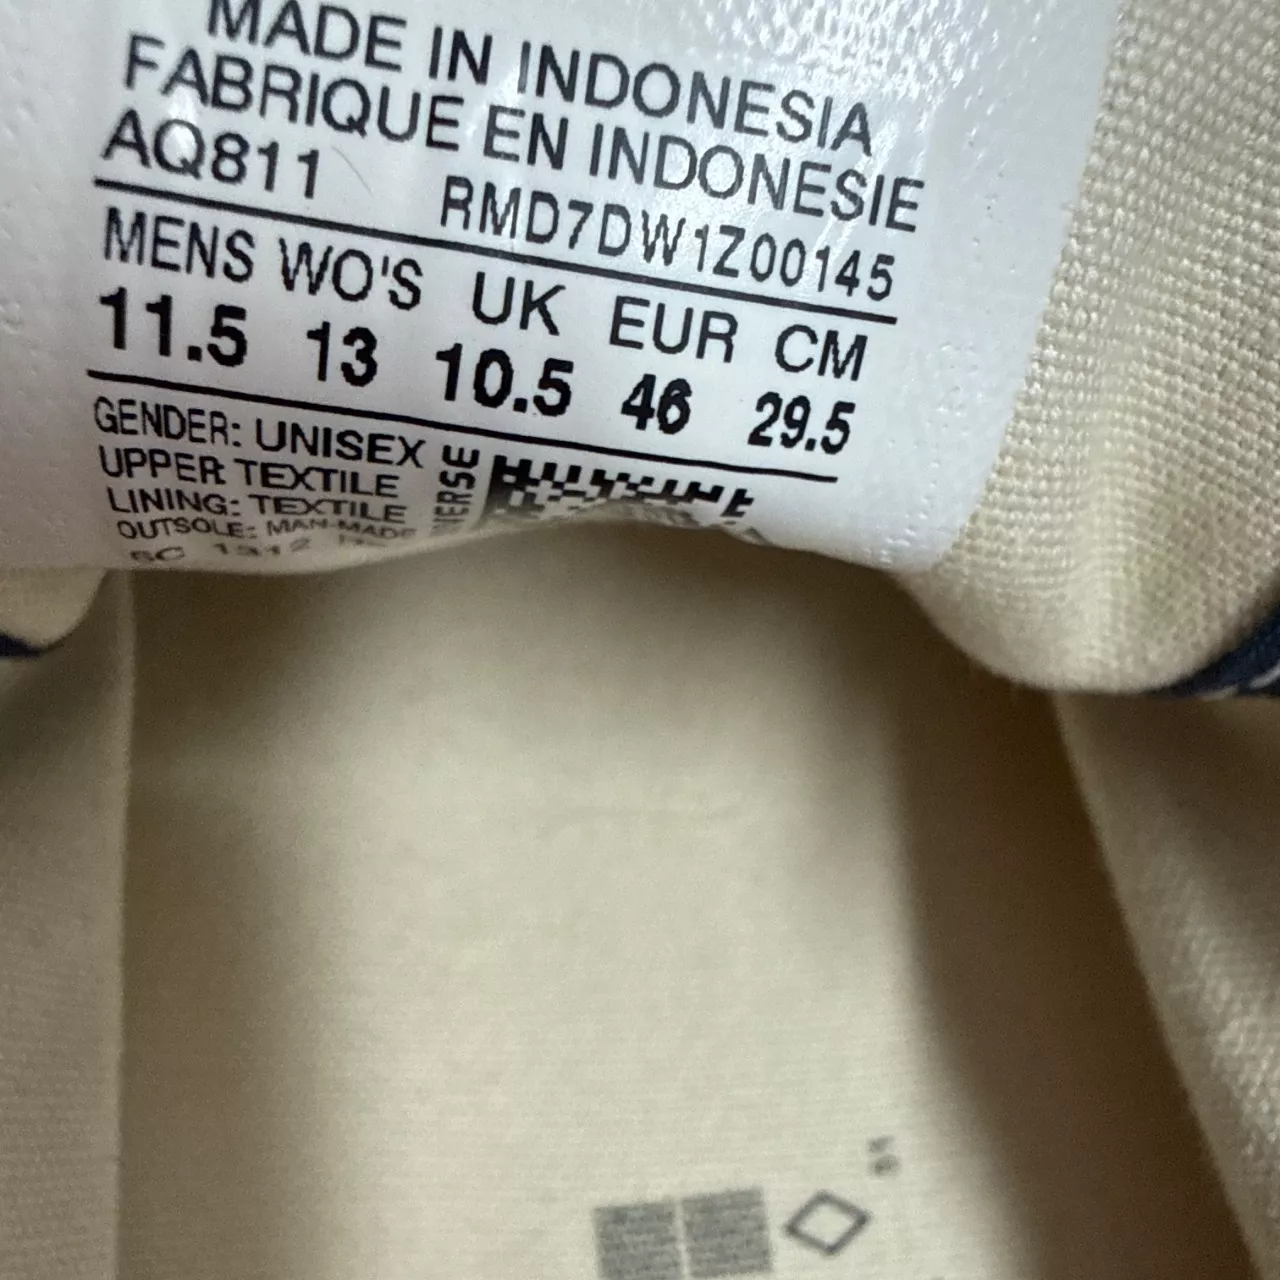 MADE IN INDONESIA
FABRIQUE EN INDONESIE
AQ811 RMD7DW1Z00145
MENS WO'S UK EUR CM
11.5 13 10.5 46 29.5
GENDER: UNISEX
UPPER TEXTILE
LINING: TEXTILE
OUTSOLE: MAN-MADE